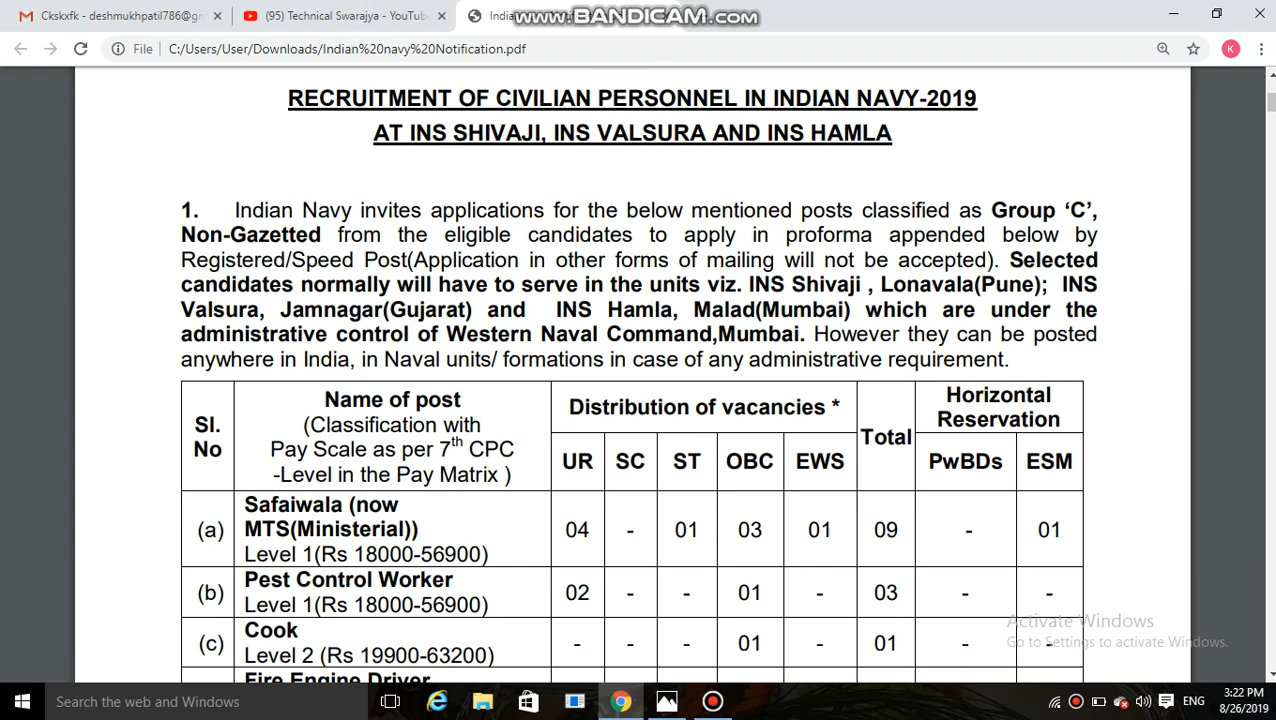 Ckskxfk - deshmukhpatil786@gm
(95) Technical Swarajya - YouTub
India
www.BANDICAM.com
File
C:/Users/User/Downloads/Indian%20navy%20Notification.pdf
K
RECRUITMENT OF CIVILIAN PERSONNEL IN INDIAN NAVY-2019
AT INS SHIVAJI, INS VALSURA AND INS HAMLA
1. Indian Navy invites applications for the below mentioned posts classified as Group ‘C’,
Non-Gazetted from the eligible candidates to apply in proforma appended below by
Registered/Speed Post(Application in other forms of mailing will not be accepted). Selected
candidates normally will have to serve in the units viz. INS Shivaji , Lonavala(Pune); INS
Valsura, Jamnagar(Gujarat) and INS Hamla, Malad(Mumbai) which are under the
administrative control of Western Naval Command,Mumbai. However they can be posted
anywhere in India, in Naval units/ formations in case of any administrative requirement.
Sl. No
Name of post
(Classification with
Pay Scale as per 7th CPC
-Level in the Pay Matrix )
Distribution of vacancies *
Total
Horizontal
Reservation
UR SC ST OBC EWS
PwBDs ESM
Safaiwala (now
(a) MTS(Ministerial)) 04 - 01 03 01 09 - 01
Level 1(Rs 18000-56900)
Pest Control Worker
(b) 02 - - 01 - 03 - -
Level 1(Rs 18000-56900)
Cook
(c) - - - 01 - 01 - -
Level 2 (Rs 19900-63200)
Fire Engine Driver
Activate Windows
Go to Settings to activate Windows.
Search the web and Windows
ENG
3:22 PM
8/26/2019